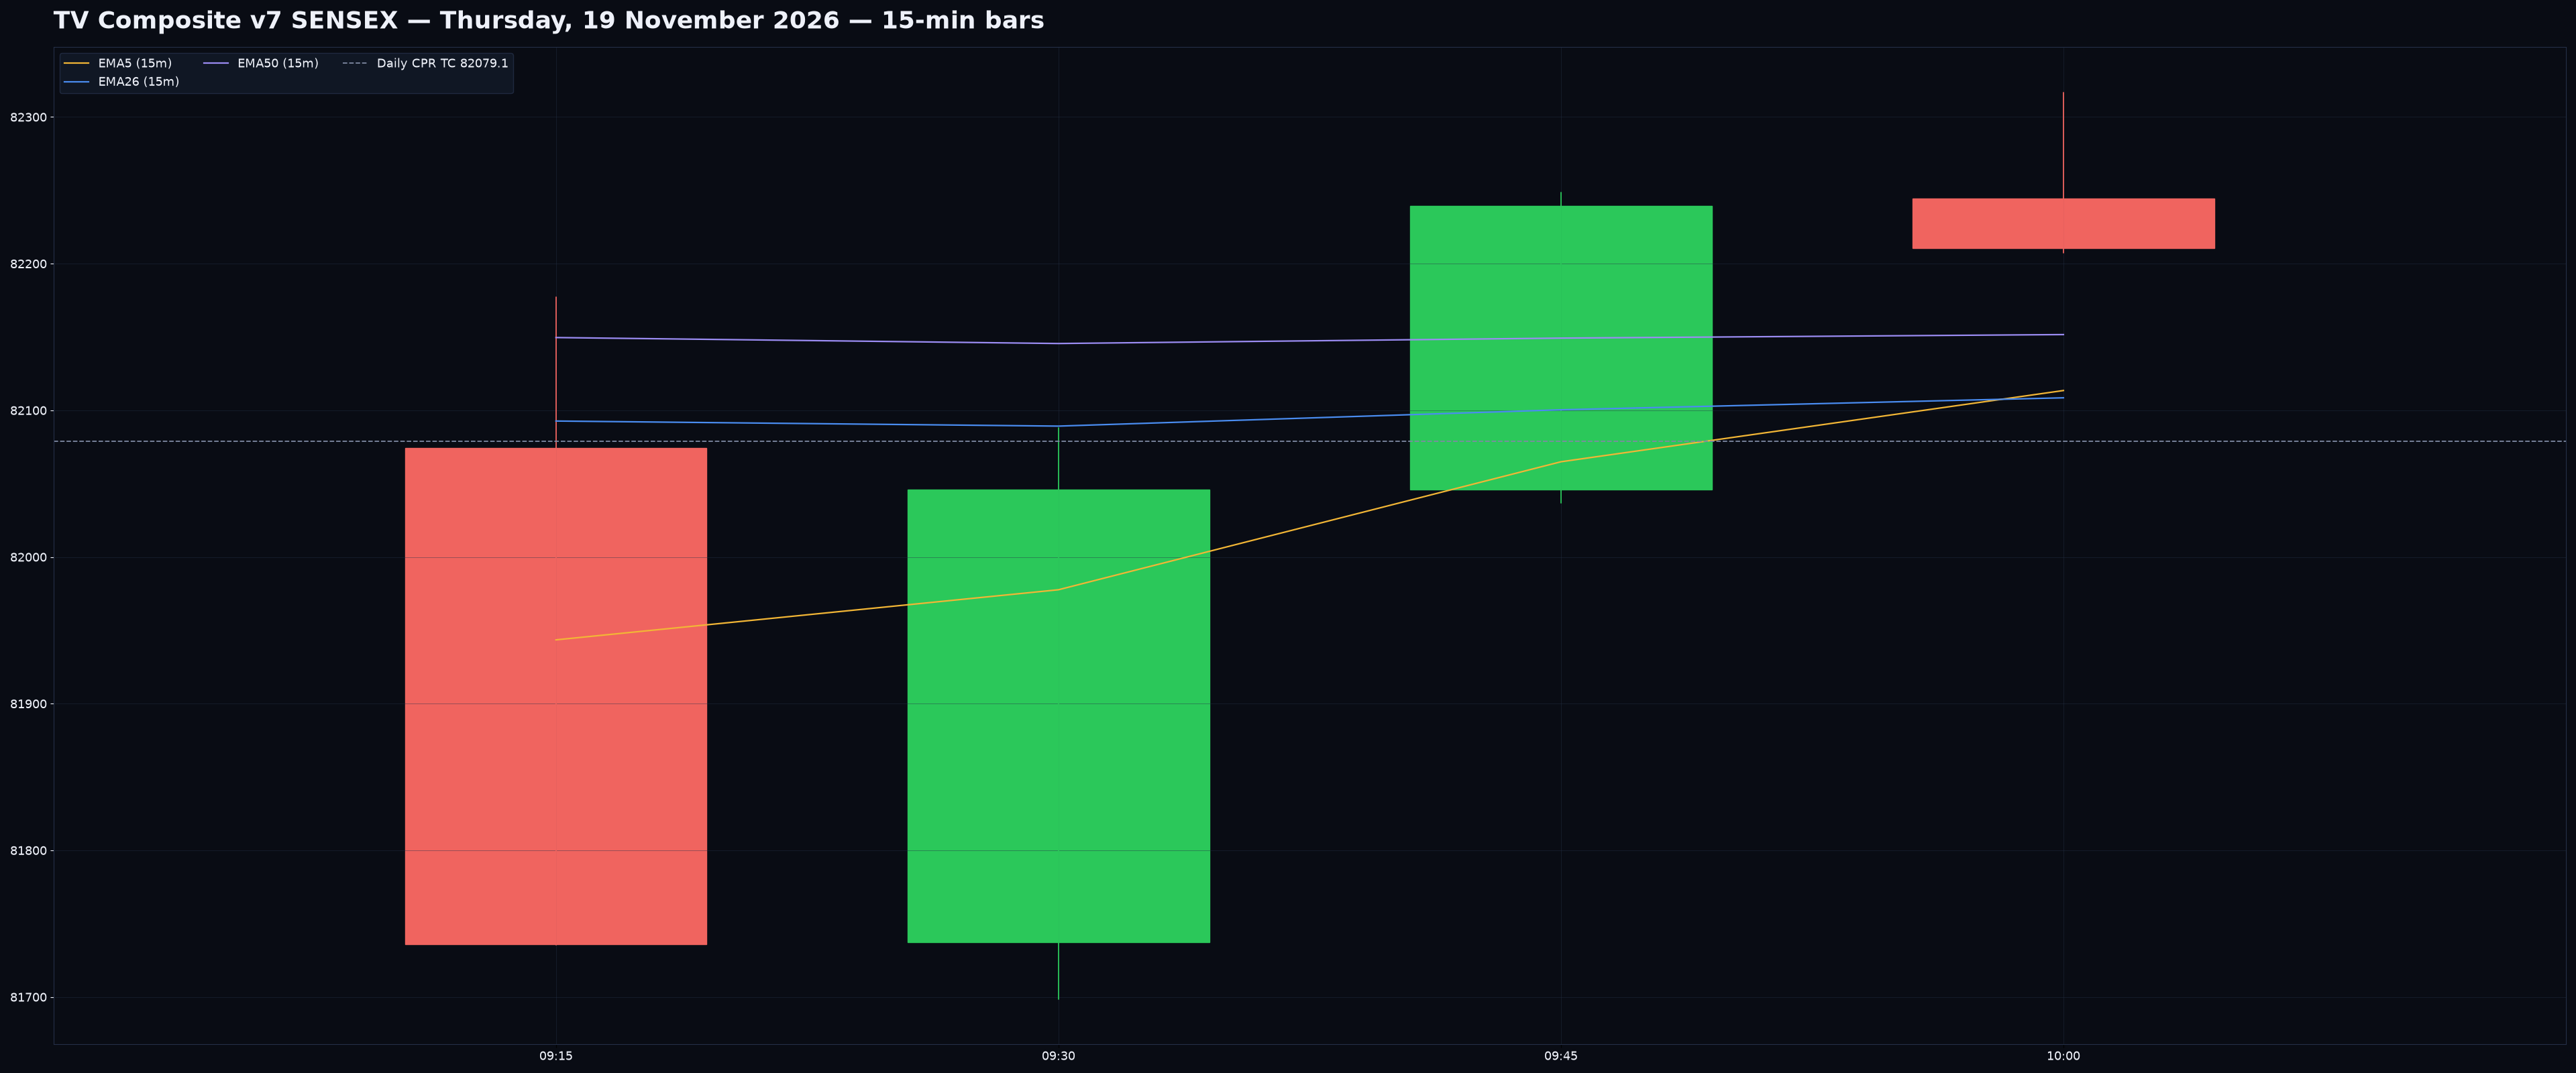 TV Composite v7 SENSEX — Thursday, 19 November 2026 — 15-min bars
EMA5 (15m) EMA50 (15m) Daily CPR TC 82079.1
EMA26 (15m)
82300
82200
82100
82000
81900
81800
81700
09:15 09:30 09:45 10:00